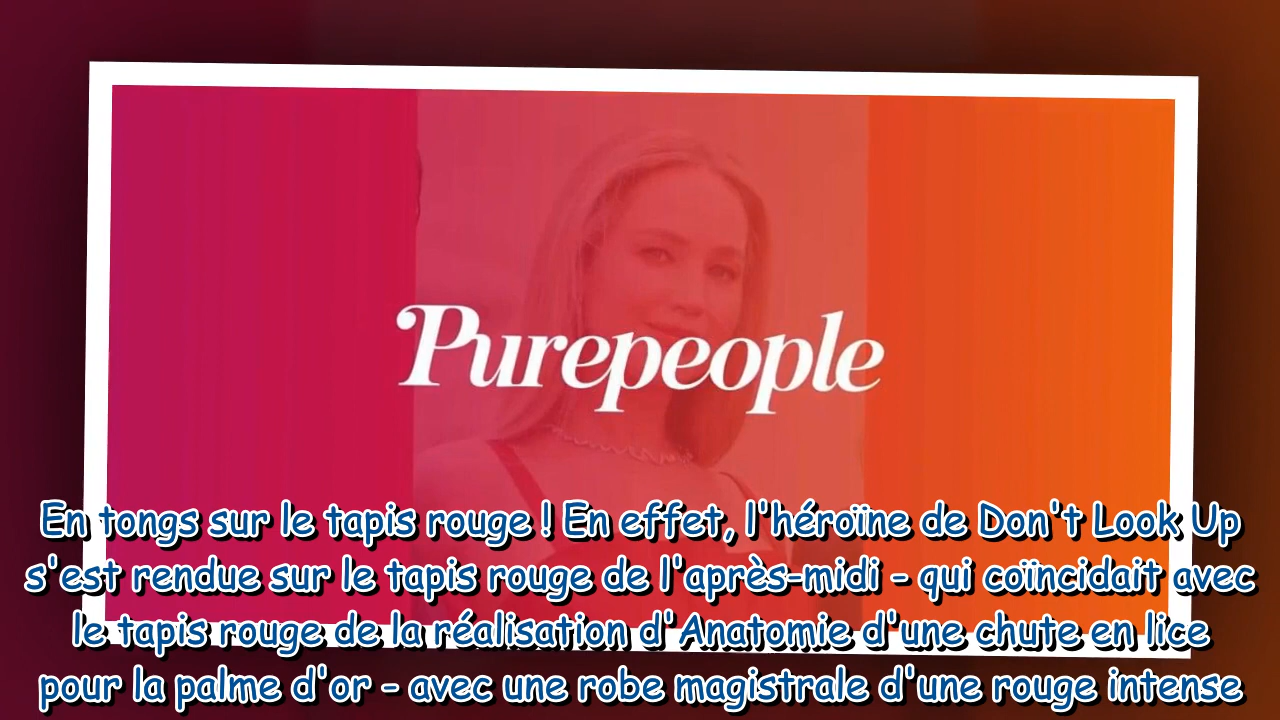 Purepeople
En tongs sur le tapis rouge ! En effet, l'héroïne de Don't Look Up
s'est rendue sur le tapis rouge de l'après-midi - qui coïncidait avec
le tapis rouge de la réalisation d'Anatomie d'une chute en lice
pour la palme d'or - avec une robe magistrale d'une rouge intense